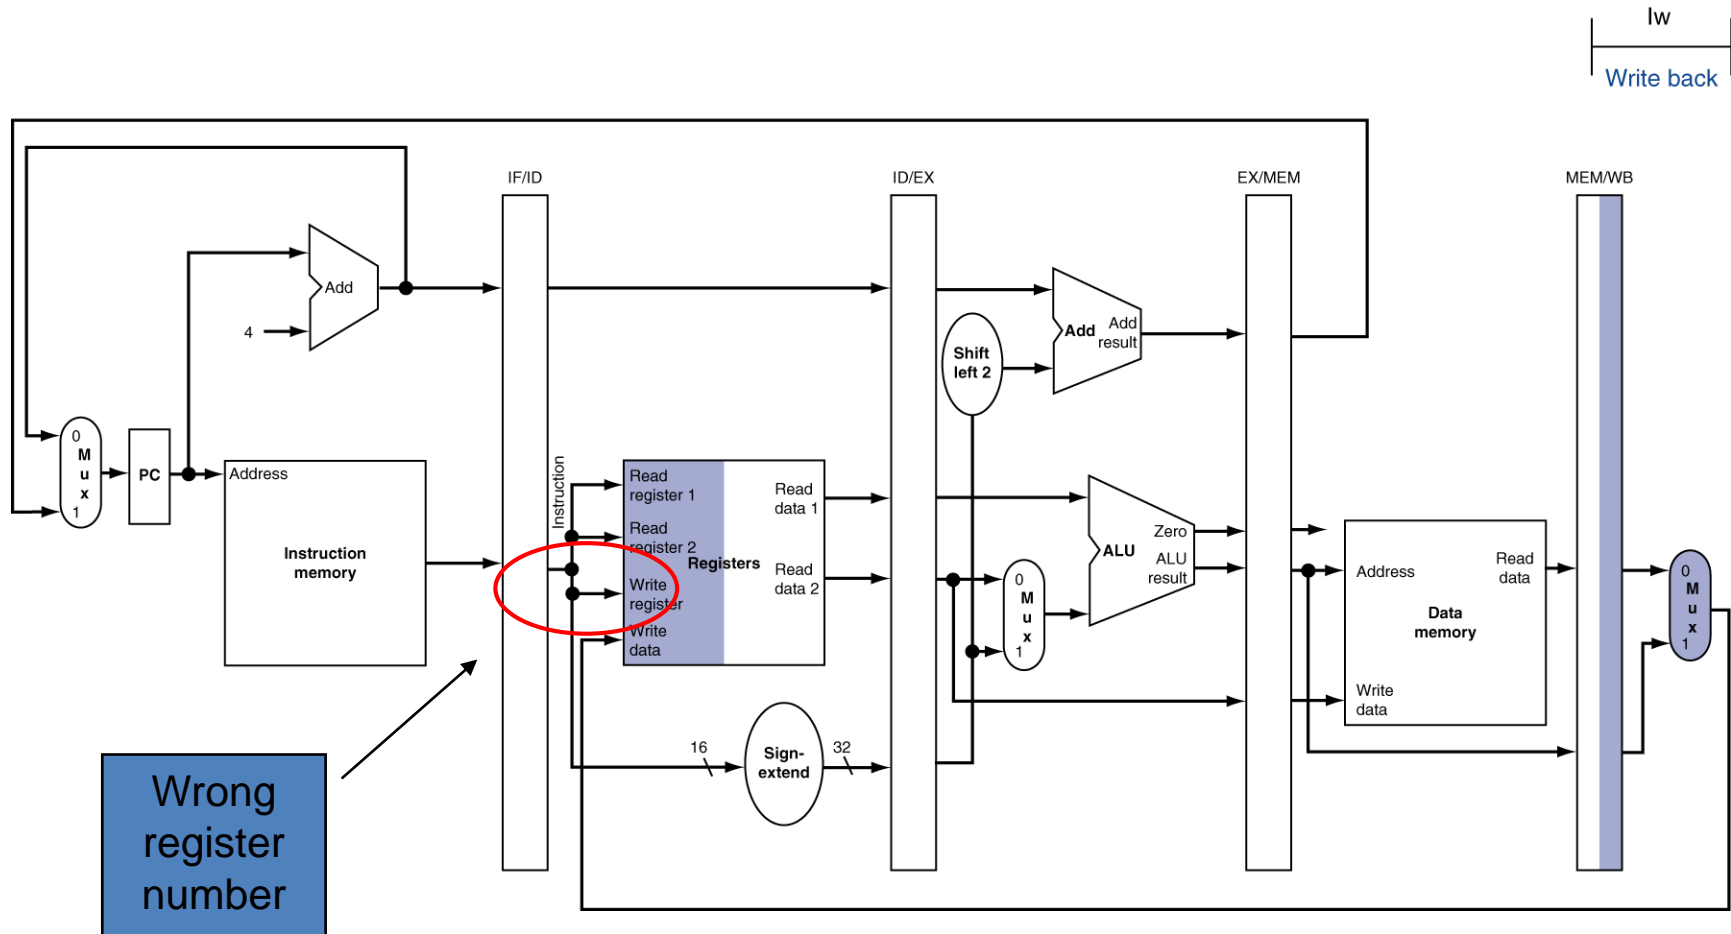 lw
Write back
IF/ID
ID/EX
EX/MEM
MEM/WB
Add
4
Shift
left 2
Add
Add
result
0
M
u
x
1
PC
Address
Instruction
memory
Instruction
Read
register 1
Read
register 2
Registers
Write
register
Write
data
Read
data 1
Read
data 2
0
M
u
x
1
Zero
ALU
ALU
result
Address
Read
data
Data
memory
Write
data
0
M
u
x
1
16
Sign-
extend
32
Wrong
register
number